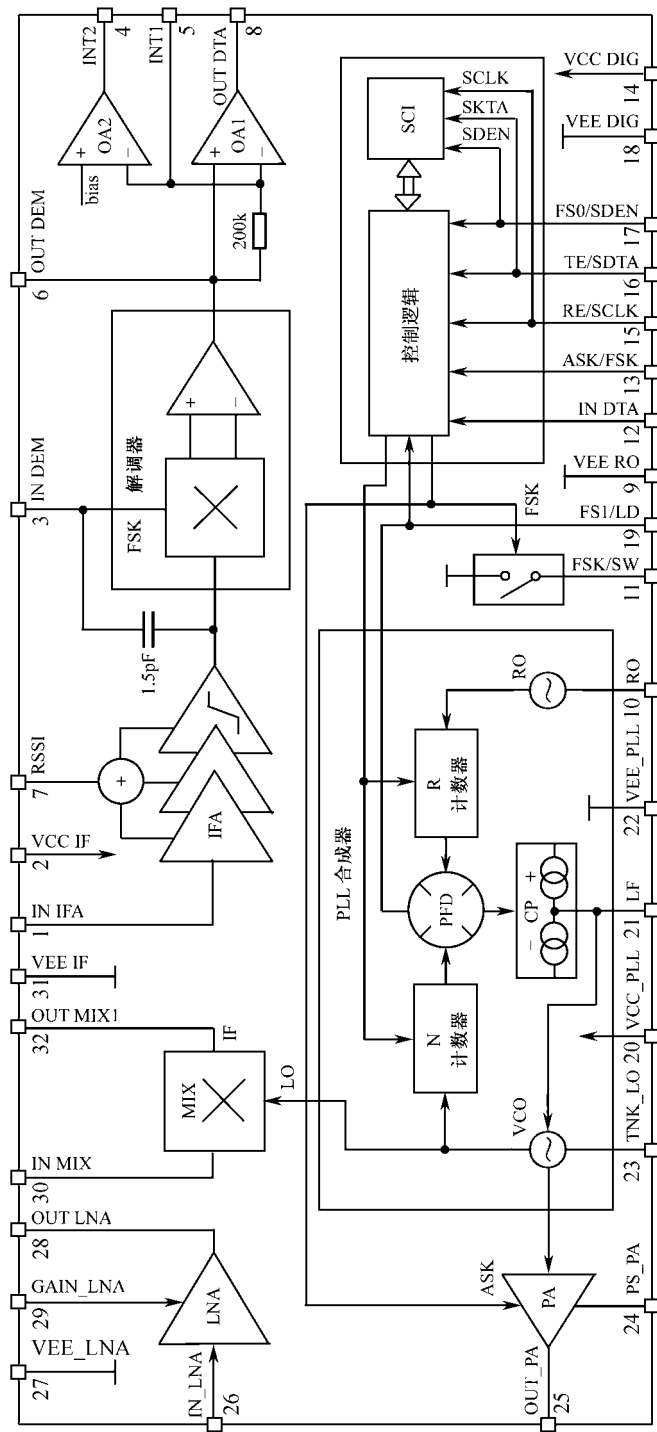 INT2
4
INT1
5
OUT DTA
8
OA2
+
−
bias
OA1
+
−
200k
OUT DEM
6
IN DEM
3
解调器
FSK
+
−
1.5pF
RSSI
7
+
IFA
VCC IF
2
IN IFA
1
VEE IF
31
OUT MIX1
32
IF
MIX
LO
IN MIX
30
OUT LNA
28
GAIN_LNA
29
LNA
VEE_LNA
27
IN_LNA
26
SCI
SCLK
SKTA
SDEN
控制逻辑
VCC DIG
14
VEE DIG
18
FS0/SDEN
17
TE/SDTA
16
RE/SCLK
15
ASK/FSK
13
IN DTA
12
VEE RO
9
FSK
FS1/LD
19
FSK/SW
11
PLL 合成器
RO
RO
10
R
计数器
VEE_PLL
22
PFD
− CP +
LF
21
N
计数器
VCC_PLL
20
VCO
TNK_LO
23
ASK
PA
PS_PA
24
OUT_PA
25